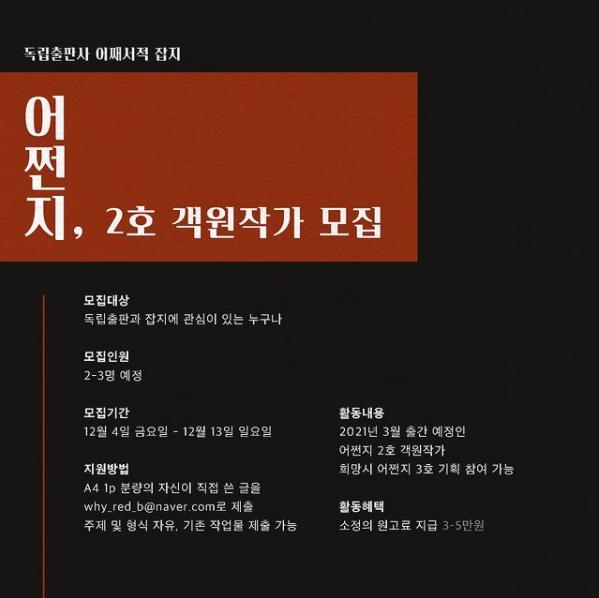 독립출판사 어째서적 잡지
어쩐지, 2호 객원작가 모집
모집대상
독립출판과 잡지에 관심이 있는 누구나
모집인원
2-3명 예정
모집기간
12월 4일 금요일 - 12월 13일 일요일
지원방법
A4 1p 분량의 자신이 직접 쓴 글을
why_red_b@naver.com로 제출
주제 및 형식 자유, 기존 작업물 제출 가능
활동내용
2021년 3월 출간 예정인
어쩐지 2호 객원작가
희망시 어쩐지 3호 기획 참여 가능
활동혜택
소정의 원고료 지급 3-5만원